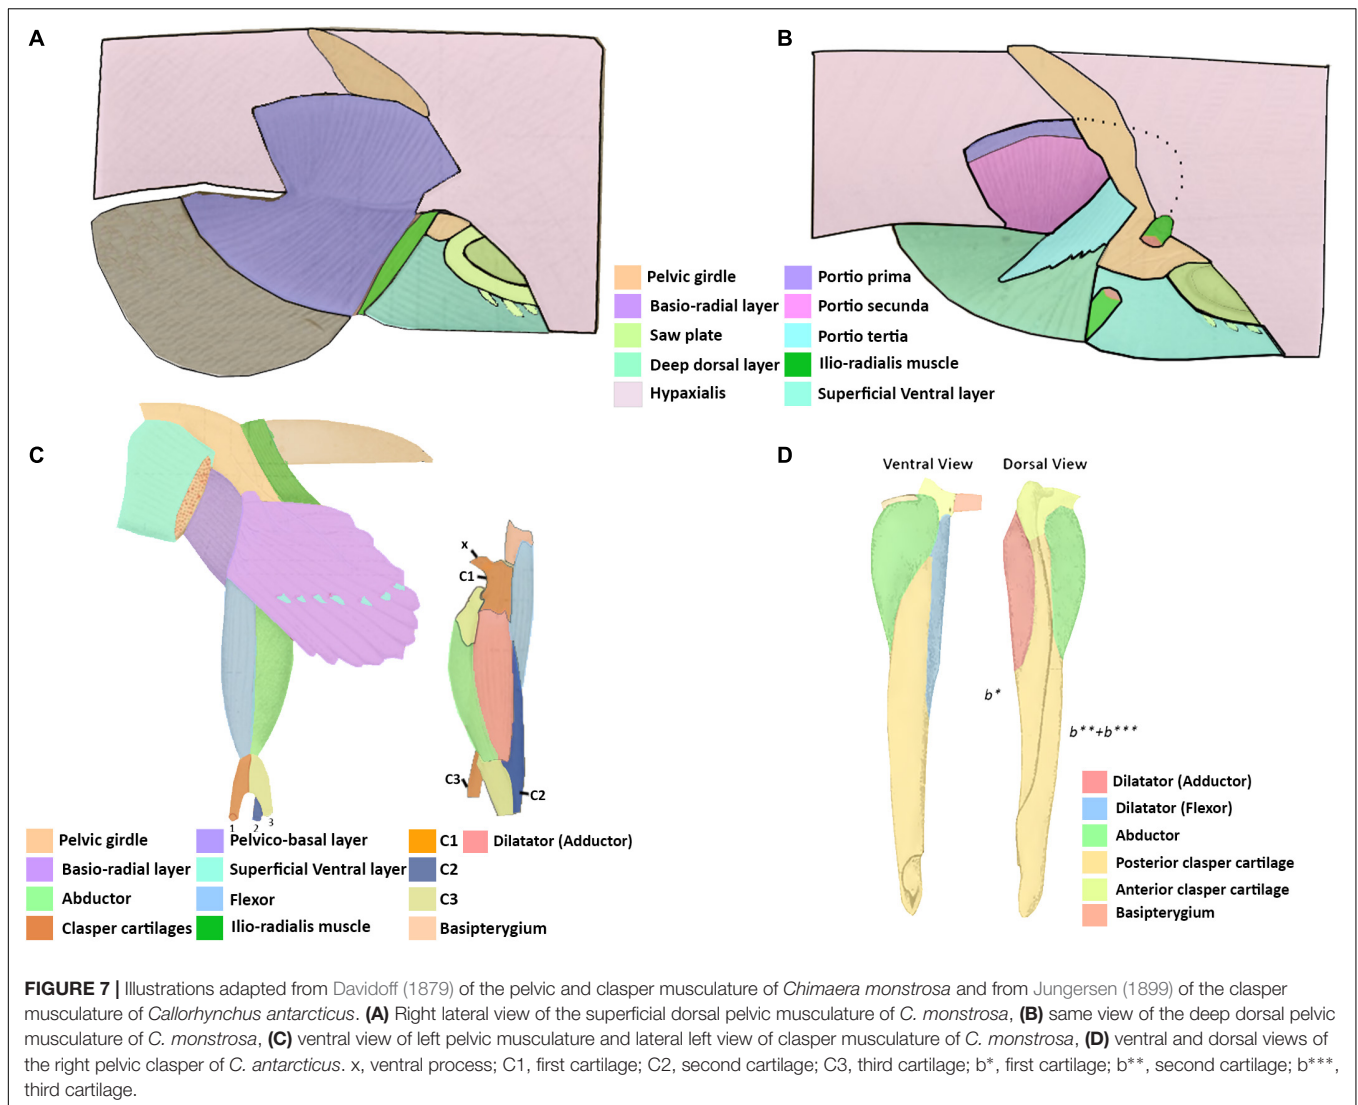 A
B
Pelvic girdle
Basio-radial layer
Saw plate
Deep dorsal layer
Hypaxialis
Portio prima
Portio secunda
Portio tertia
Ilio-radialis muscle
Superficial Ventral layer
C
x
C1
C3
C2
1 2 3
Pelvic girdle
Basio-radial layer
Abductor
Clasper cartilages
Pelvico-basal layer
Superficial Ventral layer
Flexor
Ilio-radialis muscle
C1
C2
C3
Basipterygium
Dilatator (Adductor)
D
Ventral View
Dorsal View
b*
b**+b***
Dilatator (Adductor)
Dilatator (Flexor)
Abductor
Posterior clasper cartilage
Anterior clasper cartilage
Basipterygium
FIGURE 7 | Illustrations adapted from Davidoff (1879) of the pelvic and clasper musculature of Chimaera monstrosa and from Jungersen (1899) of the clasper
musculature of Callorhynchus antarcticus. (A) Right lateral view of the superficial dorsal pelvic musculature of C. monstrosa, (B) same view of the deep dorsal pelvic
musculature of C. monstrosa, (C) ventral view of left pelvic musculature and lateral left view of clasper musculature of C. monstrosa, (D) ventral and dorsal views of
the right pelvic clasper of C. antarcticus. x, ventral process; C1, first cartilage; C2, second cartilage; C3, third cartilage; b*, first cartilage; b**, second cartilage; b***,
third cartilage.